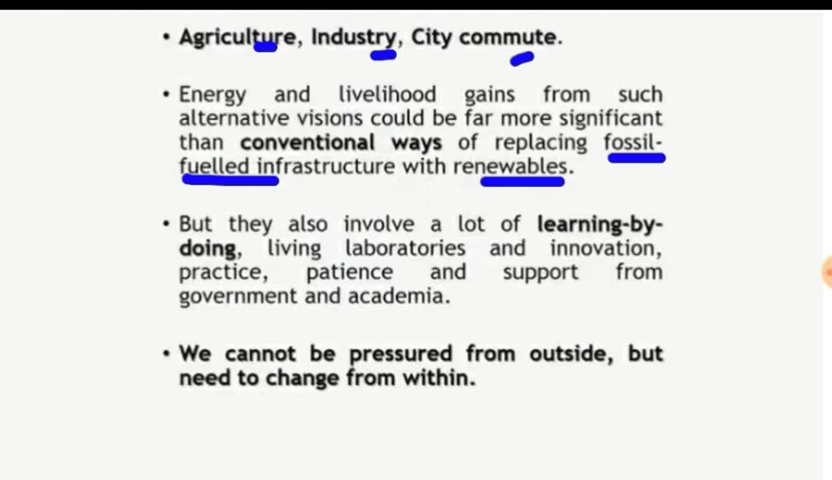 • Agriculture, Industry, City commute.
• Energy and livelihood gains from such
alternative visions could be far more significant
than conventional ways of replacing fossil-
fuelled infrastructure with renewables.
• But they also involve a lot of learning-by-
doing, living laboratories and innovation,
practice, patience and support from
government and academia.
• We cannot be pressured from outside, but
need to change from within.